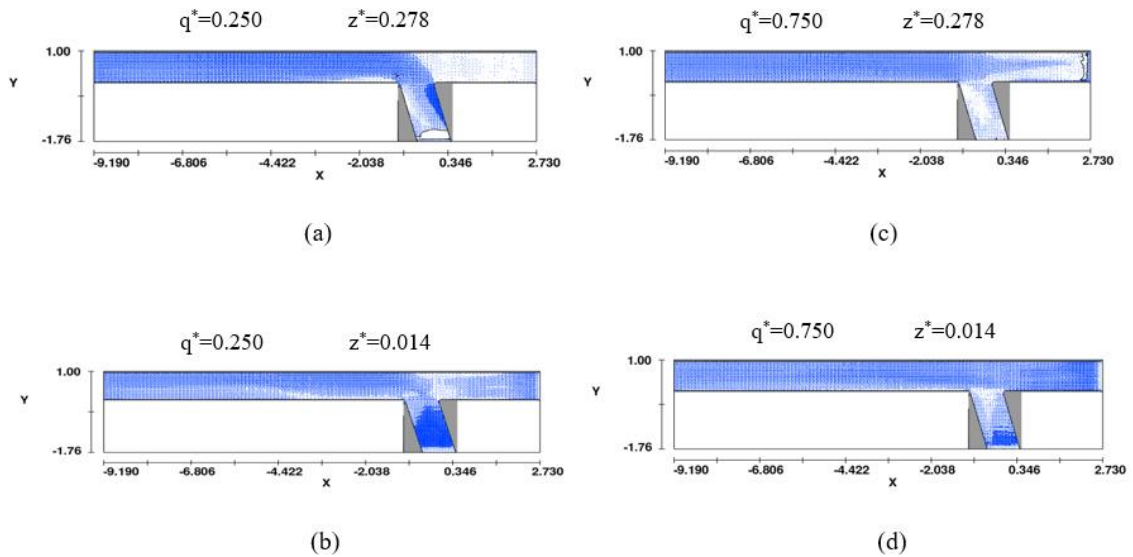 q*=0.250 z*=0.278
1.00
Y
-1.76
-9.190 -6.806 -4.422 -2.038 0.346 2.730
X
(a)
q*=0.750 z*=0.278
1.00
Y
-1.76
-9.190 -6.806 -4.422 -2.038 0.346 2.730
X
(c)
q*=0.250 z*=0.014
1.00
Y
-1.76
-9.190 -6.806 -4.422 -2.038 0.346 2.730
X
(b)
q*=0.750 z*=0.014
1.00
Y
-1.76
-9.190 -6.806 -4.422 -2.038 0.346 2.730
X
(d)